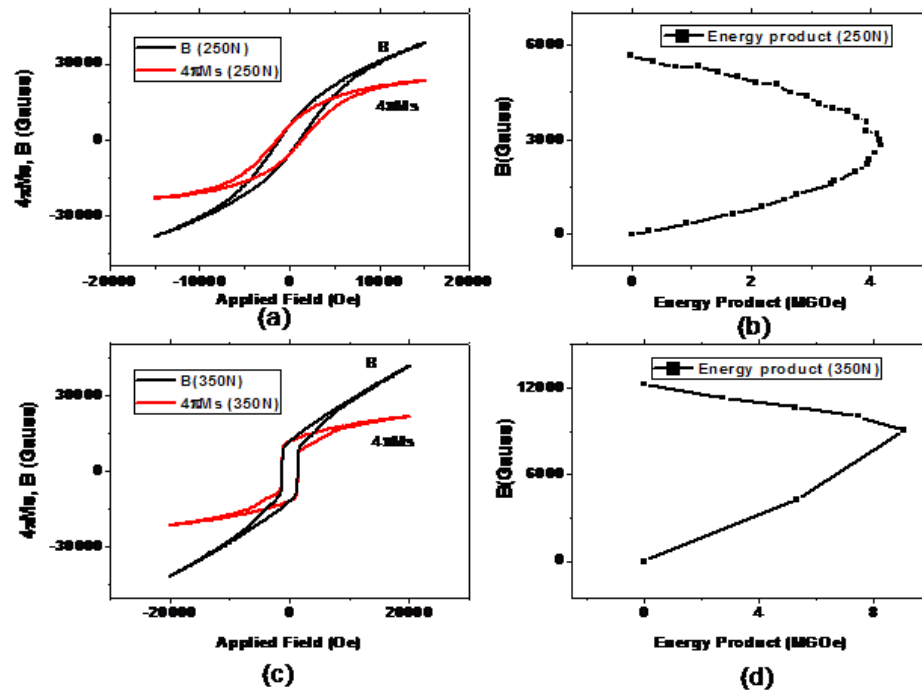 B (250N)
4πMs (250N)
B
4πMs
30000
0
-30000
4πMs, B (Gauss)
-20000 -10000 0 10000 20000
Applied Field (Oe)
(a)
Energy product (250N)
6000
3000
0
B(Gauss)
0 2 4
Energy Product (MGOe)
(b)
B(350N)
4πMs (350N)
B
4πMs
30000
0
-30000
4πMs, B (Gauss)
-20000 0 20000
Applied Field (Oe)
(c)
Energy product (350N)
12000
6000
0
B(Gauss)
0 4 8
Energy Product (MGOe)
(d)